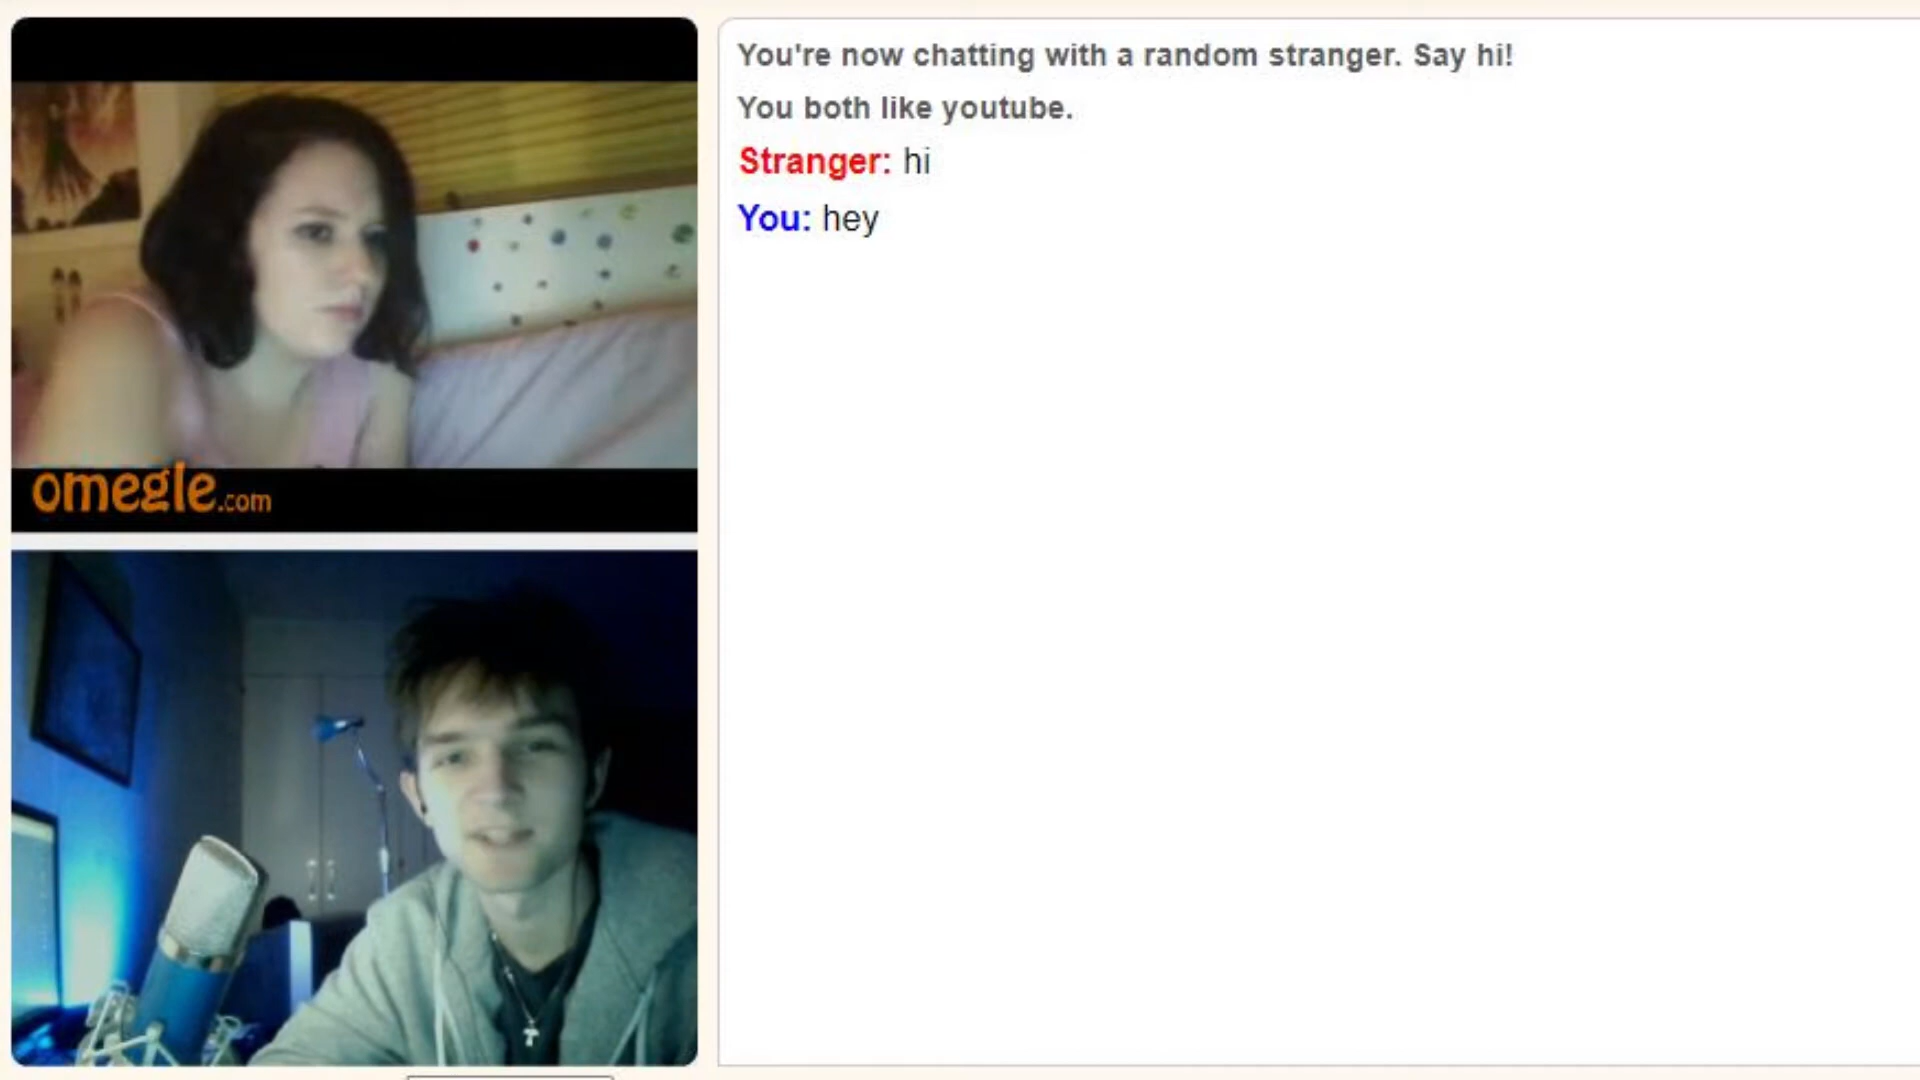 You're now chatting with a random stranger. Say hi!
You both like youtube.
Stranger: hi
You: hey
omegle.com